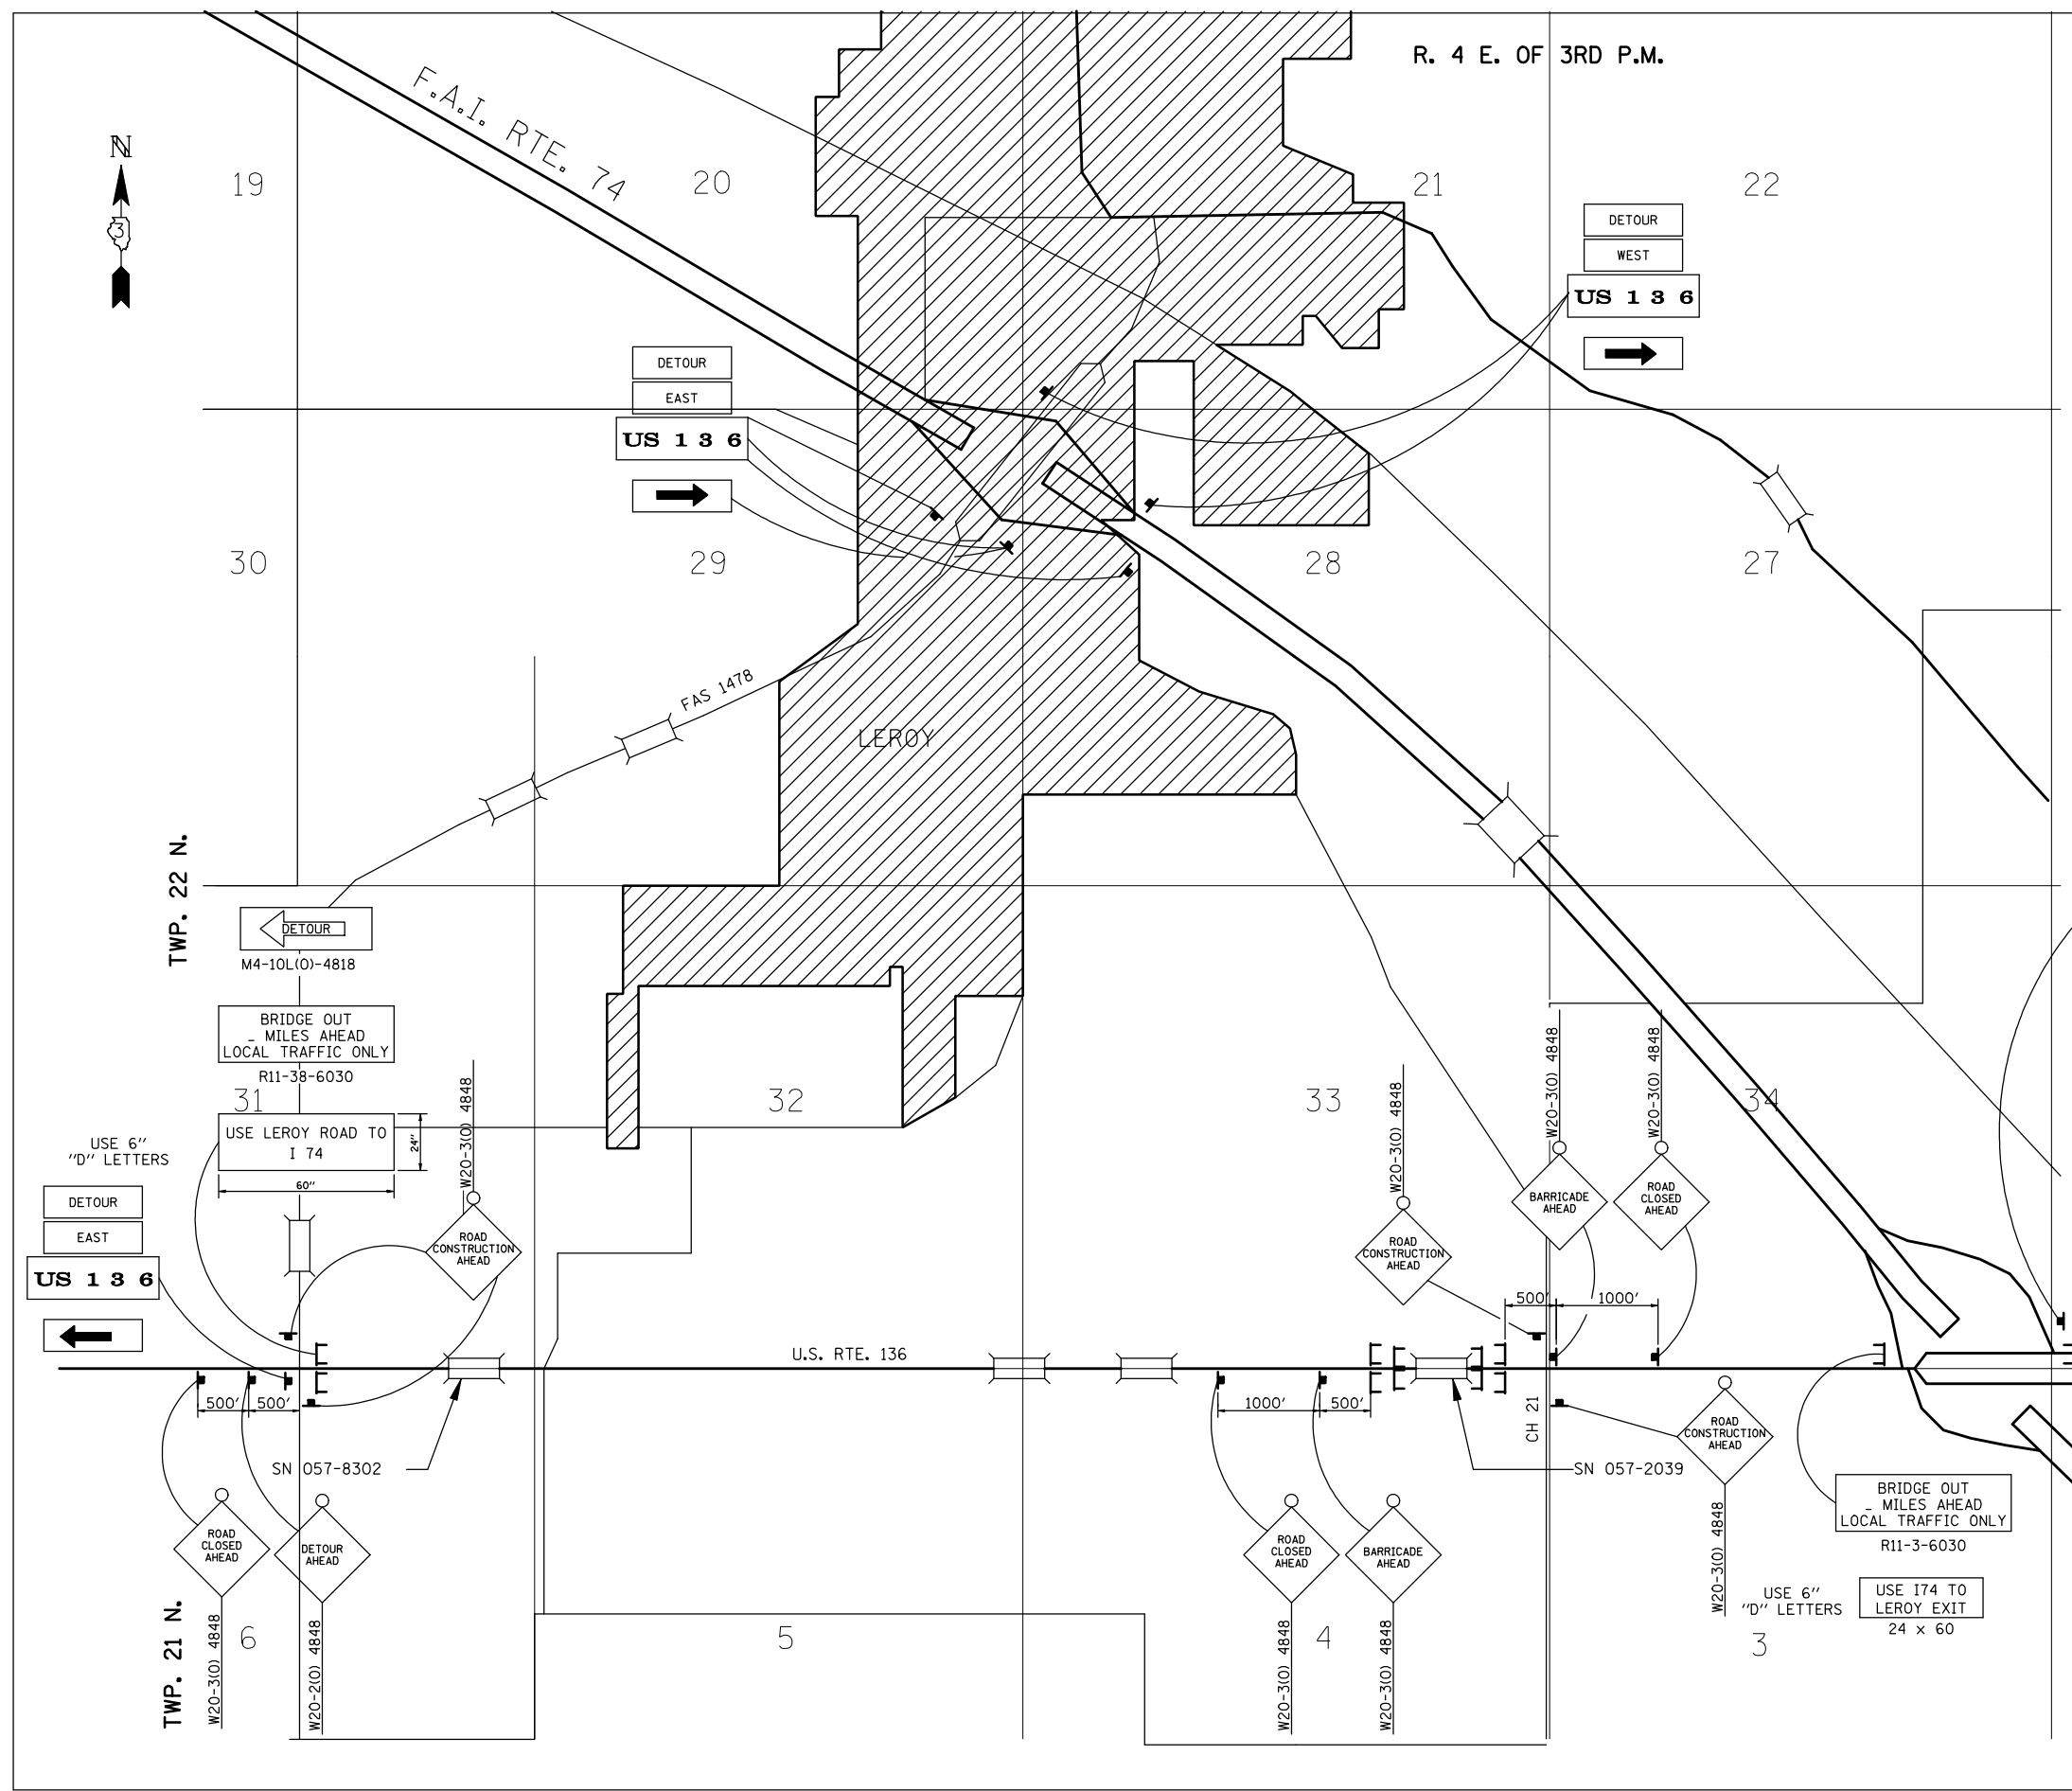 R. 4 E. OF 3RD P.M.
F.A.I. RTE. 74
N
3
19
20
21
22
DETOUR
WEST
US 136
DETOUR
EAST
US 136
30
29
28
27
FAS 1478
LEROY
TWP. 22 N.
DETOUR
M4-10L(O)-4818
BRIDGE OUT
_ MILES AHEAD
LOCAL TRAFFIC ONLY
R11-38-6030
31
32
33
34
USE LEROY ROAD TO
I 74
24"
60"
USE 6"
"D" LETTERS
DETOUR
EAST
US 136
W20-3(O) 4848
ROAD
CONSTRUCTION
AHEAD
W20-3(O) 4848
ROAD
CONSTRUCTION
AHEAD
W20-3(O) 4848
BARRICADE
AHEAD
W20-3(O) 4848
ROAD
CLOSED
AHEAD
500'
1000'
U.S. RTE. 136
500'
500'
1000'
500'
CH 21
SN 057-8302
SN 057-2039
ROAD
CONSTRUCTION
AHEAD
W20-3(O) 4848
ROAD
CLOSED
AHEAD
W20-3(O) 4848
DETOUR
AHEAD
W20-2(O) 4848
ROAD
CLOSED
AHEAD
W20-3(O) 4848
BARRICADE
AHEAD
W20-3(O) 4848
BRIDGE OUT
_ MILES AHEAD
LOCAL TRAFFIC ONLY
R11-3-6030
USE 6"
"D" LETTERS
USE I74 TO
LEROY EXIT
24 x 60
TWP. 21 N.
6
5
4
3